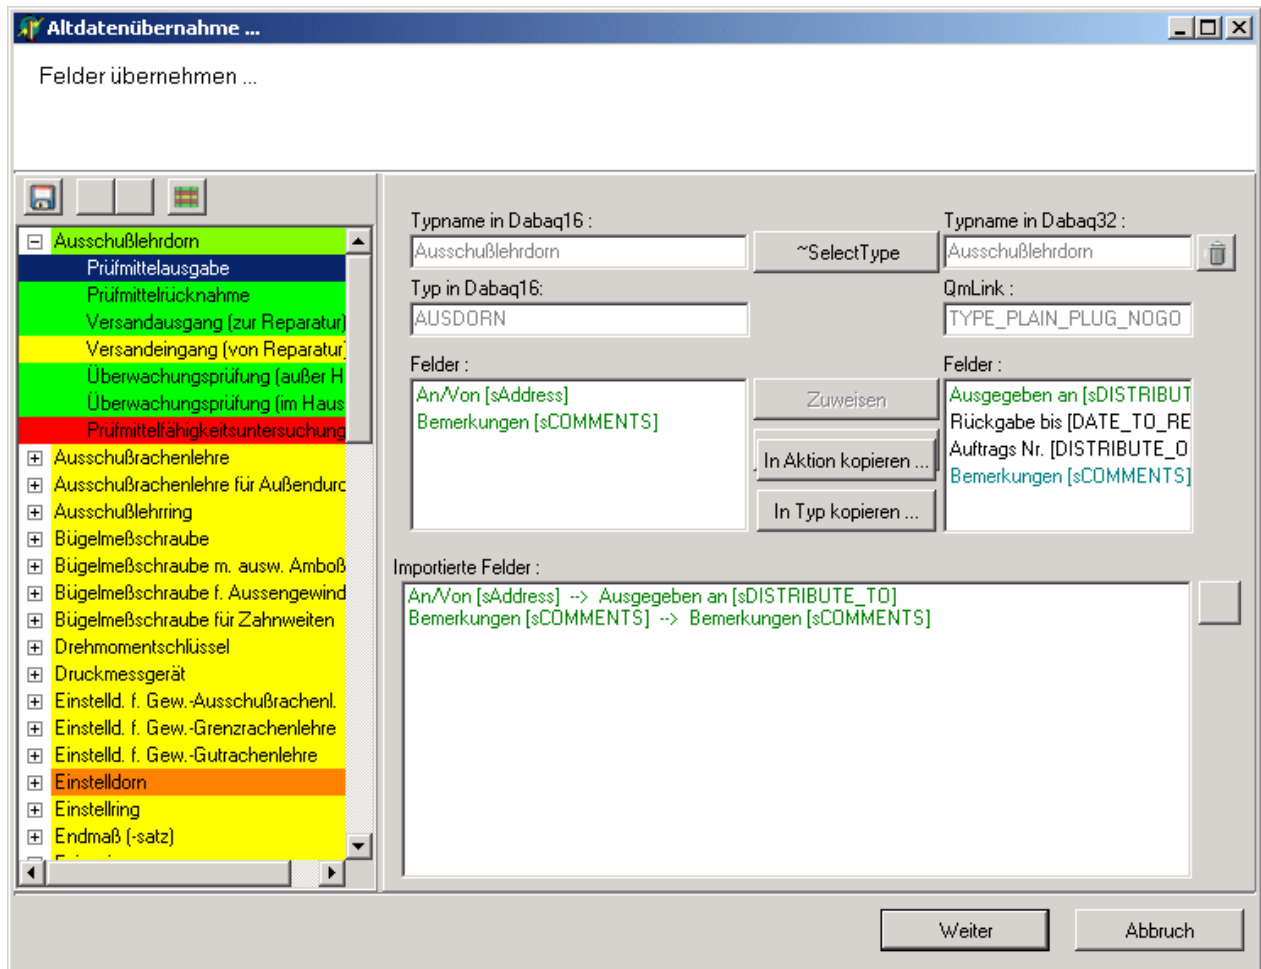 Altdatenübernahme ...
Felder übernehmen ...
Ausschußlehrdorn
Prüfmittelausgabe
Prüfmittelrücknahme
Versandausgang (zur Reparatur)
Versandeingang (von Reparatur)
Überwachungsprüfung (außer H
Überwachungsprüfung (im Haus
Prüfmittelfähigkeitsuntersuchung
Ausschußrachenlehre
Ausschußrachenlehre für Außendurc
Ausschußlehrring
Bügelmeßschraube
Bügelmeßschraube m. ausw. Amboß
Bügelmeßschraube f. Aussengewind
Bügelmeßschraube für Zahnweiten
Drehmomentschlüssel
Druckmessgerät
Einstelld. f. Gew.-Ausschußrachenl.
Einstelld. f. Gew.-Grenzrachenlehre
Einstelld. f. Gew.-Gutrachenlehre
Einstelldorn
Einstellring
Endmaß (-satz)
Typname in Dabaq16 :
Ausschußlehrdorn
~SelectType
Typname in Dabaq32 :
Ausschußlehrdorn
Typ in Dabaq16:
AUSDORN
QmLink :
TYPE_PLAIN_PLUG_NOGO
Felder :
An/Von [sAddress]
Bemerkungen [sCOMMENTS]
Zuweisen
In Aktion kopieren ...
In Typ kopieren ...
Felder :
Ausgegeben an [sDISTRIBUT
Rückgabe bis [DATE_TO_RE
Auftrags Nr. [DISTRIBUTE_O
Bemerkungen [sCOMMENTS]
Importierte Felder :
An/Von [sAddress] --> Ausgegeben an [sDISTRIBUTE_TO]
Bemerkungen [sCOMMENTS] --> Bemerkungen [sCOMMENTS]
Weiter
Abbruch